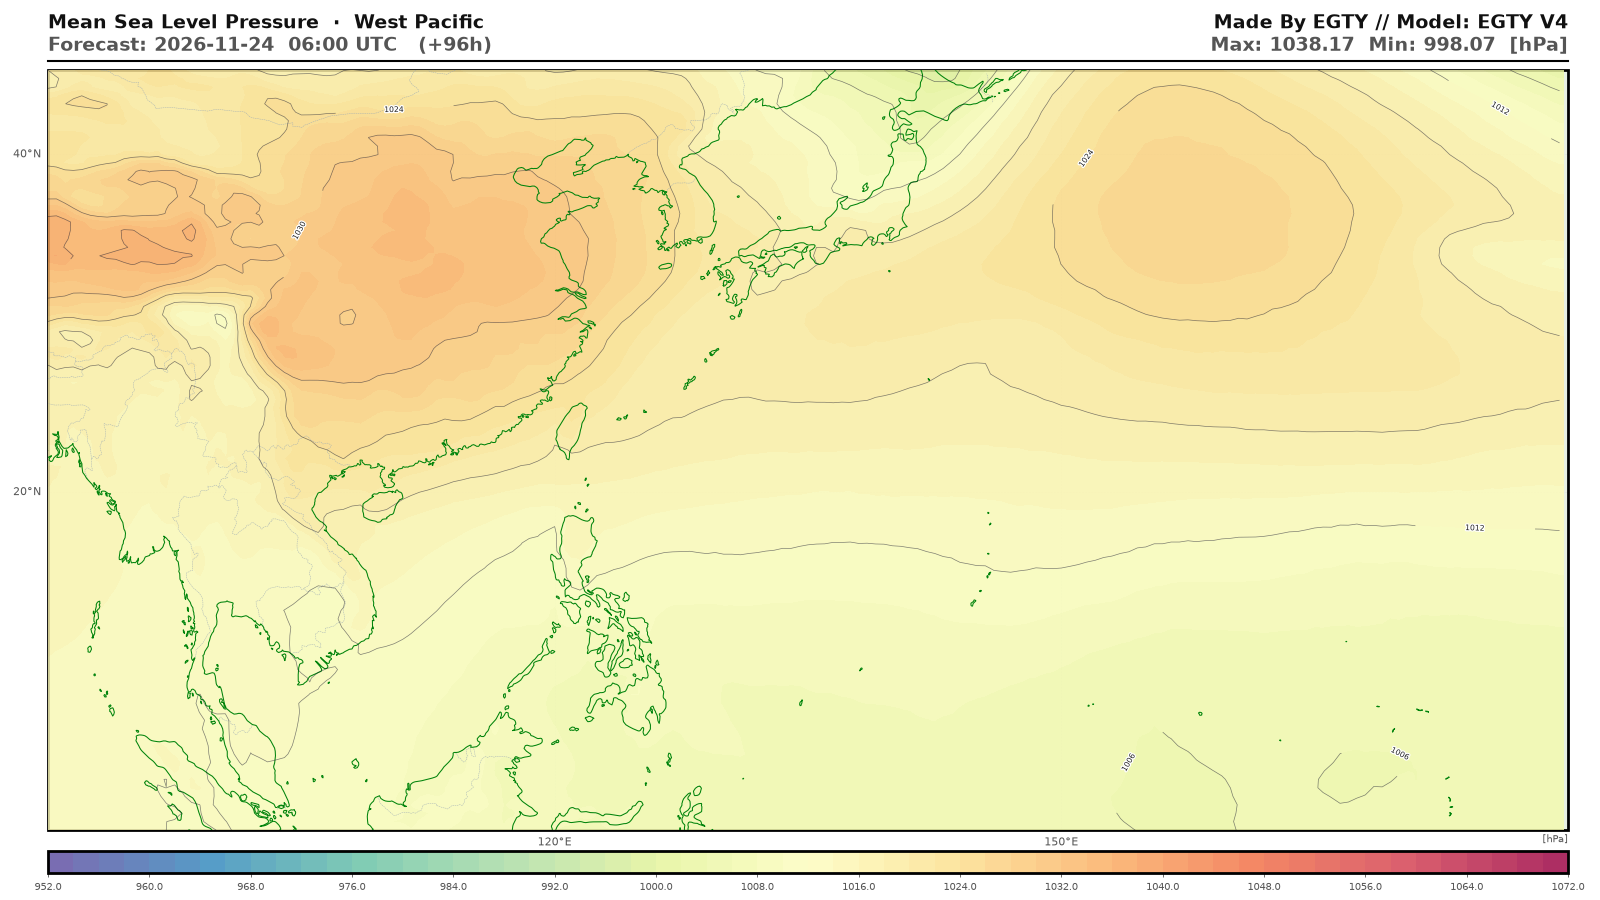 Mean Sea Level Pressure · West Pacific
Made By EGTY // Model: EGTY V4
Forecast: 2026-11-24 06:00 UTC (+96h)
Max: 1038.17 Min: 998.07 [hPa]
1024
1012
40°N
1024
1030
20°N
1012
1006
1006
120°E
150°E
[hPa]
952.0
960.0
968.0
976.0
984.0
992.0
1000.0
1008.0
1016.0
1024.0
1032.0
1040.0
1048.0
1056.0
1064.0
1072.0